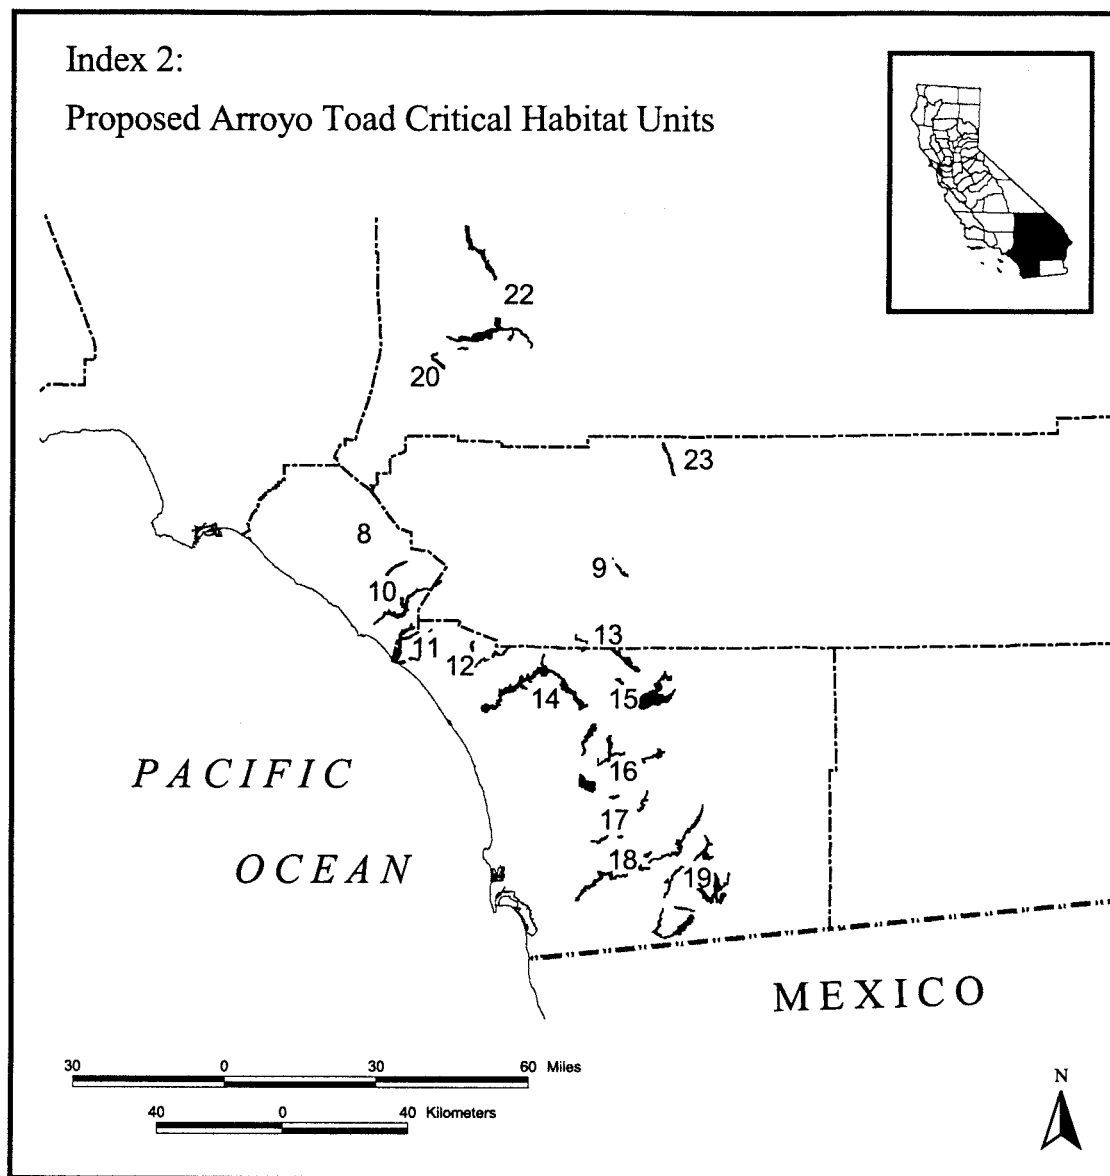 Index 2:
Proposed Arroyo Toad Critical Habitat Units
22
20
23
8
9
10
11
12
13
14
15
16
17
18
19
PACIFIC
OCEAN
MEXICO
30 0 30 60 Miles
40 0 40 Kilometers
N